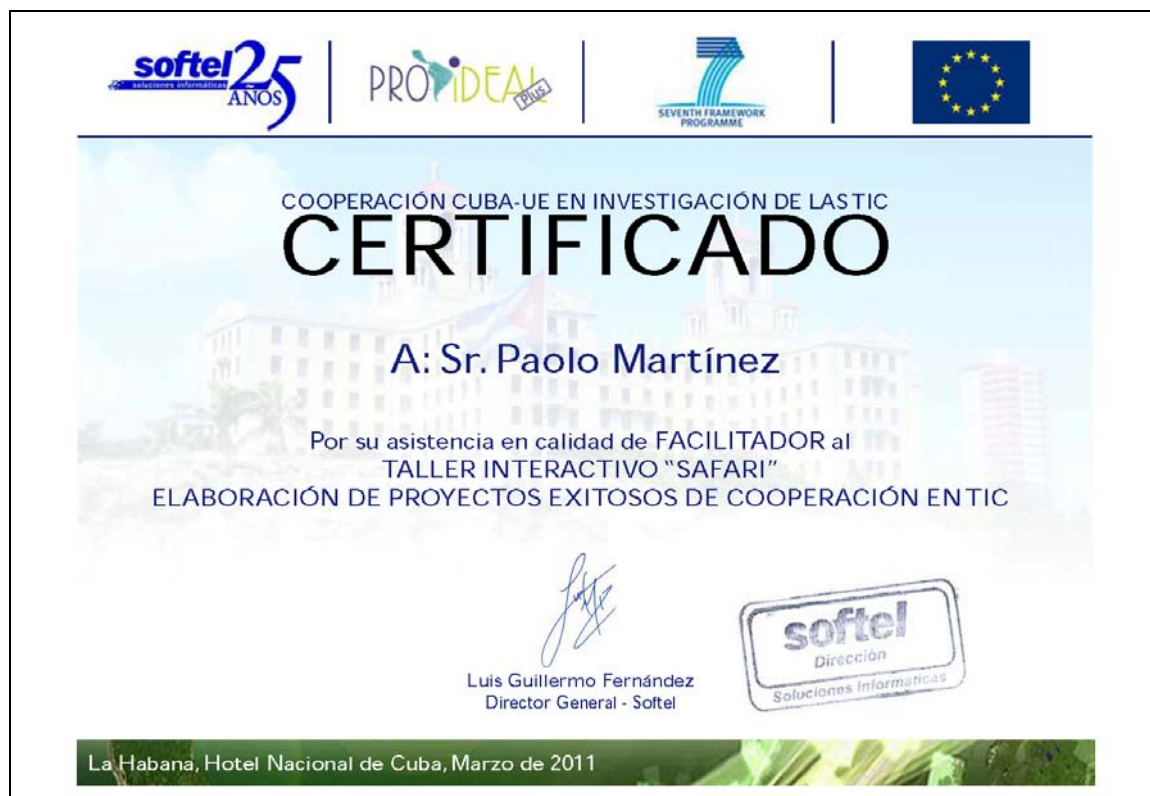 softel 25
soluciones informáticas
AÑOS
PROIDEAL
Plus
7
SEVENTH FRAMEWORK
PROGRAMME
COOPERACIÓN CUBA-UE EN INVESTIGACIÓN DE LAS TIC
CERTIFICADO
A: Sr. Paolo Martínez
Por su asistencia en calidad de FACILITADOR al
TALLER INTERACTIVO "SAFARI"
ELABORACIÓN DE PROYECTOS EXITOSOS DE COOPERACIÓN EN TIC
Luis Guillermo Fernández
Director General - Softel
softel
Dirección
Soluciones Informáticas
La Habana, Hotel Nacional de Cuba, Marzo de 2011